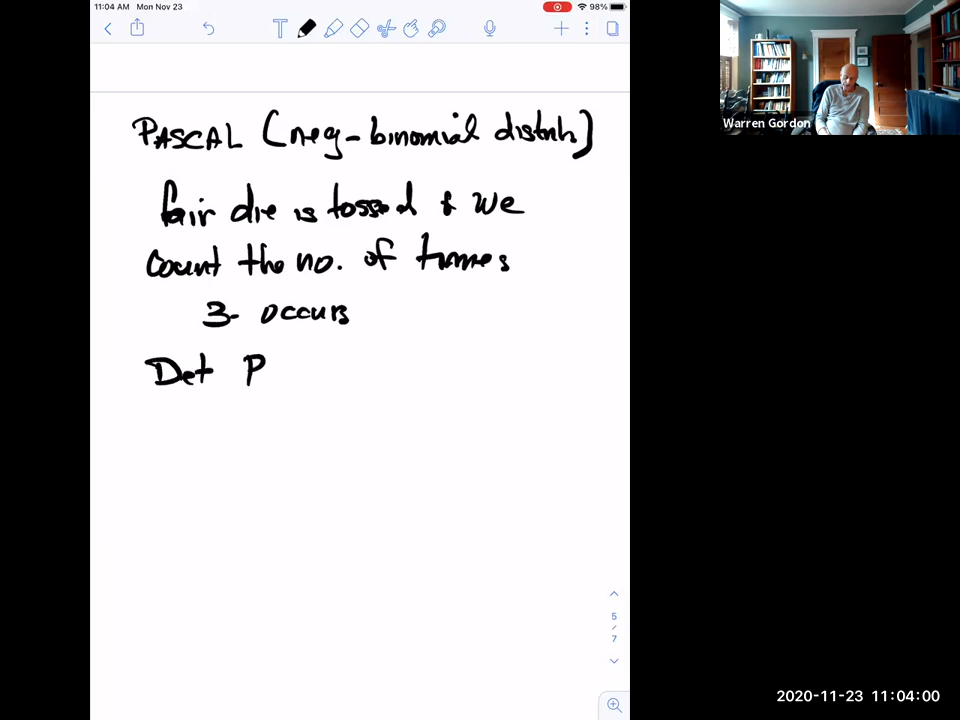 11:04 AM Mon Nov 23
98%
Warren Gordon
PASCAL (neg-binomial distrib)
fair die is tossed & we
count the no. of times
3 occurs
Det P
5
/
7
2020-11-23 11:04:00